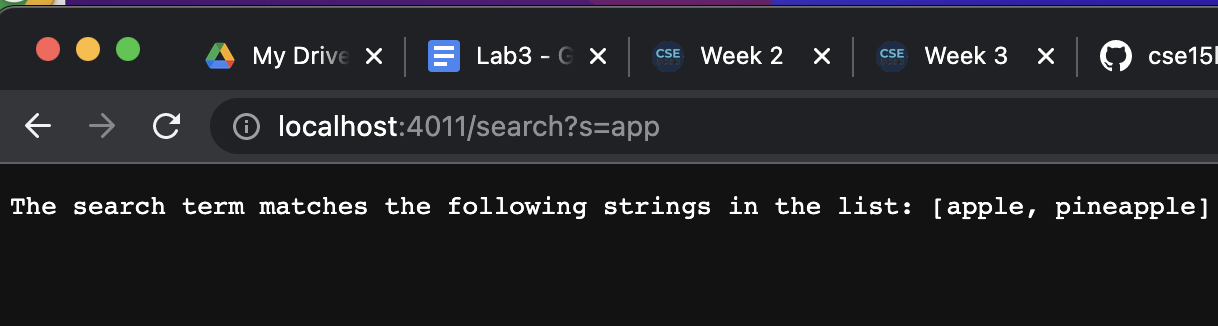 My Drive Lab3 - G CSE Week 2 CSE Week 3 cse15l
localhost:4011/search?s=app
The search term matches the following strings in the list: [apple, pineapple]